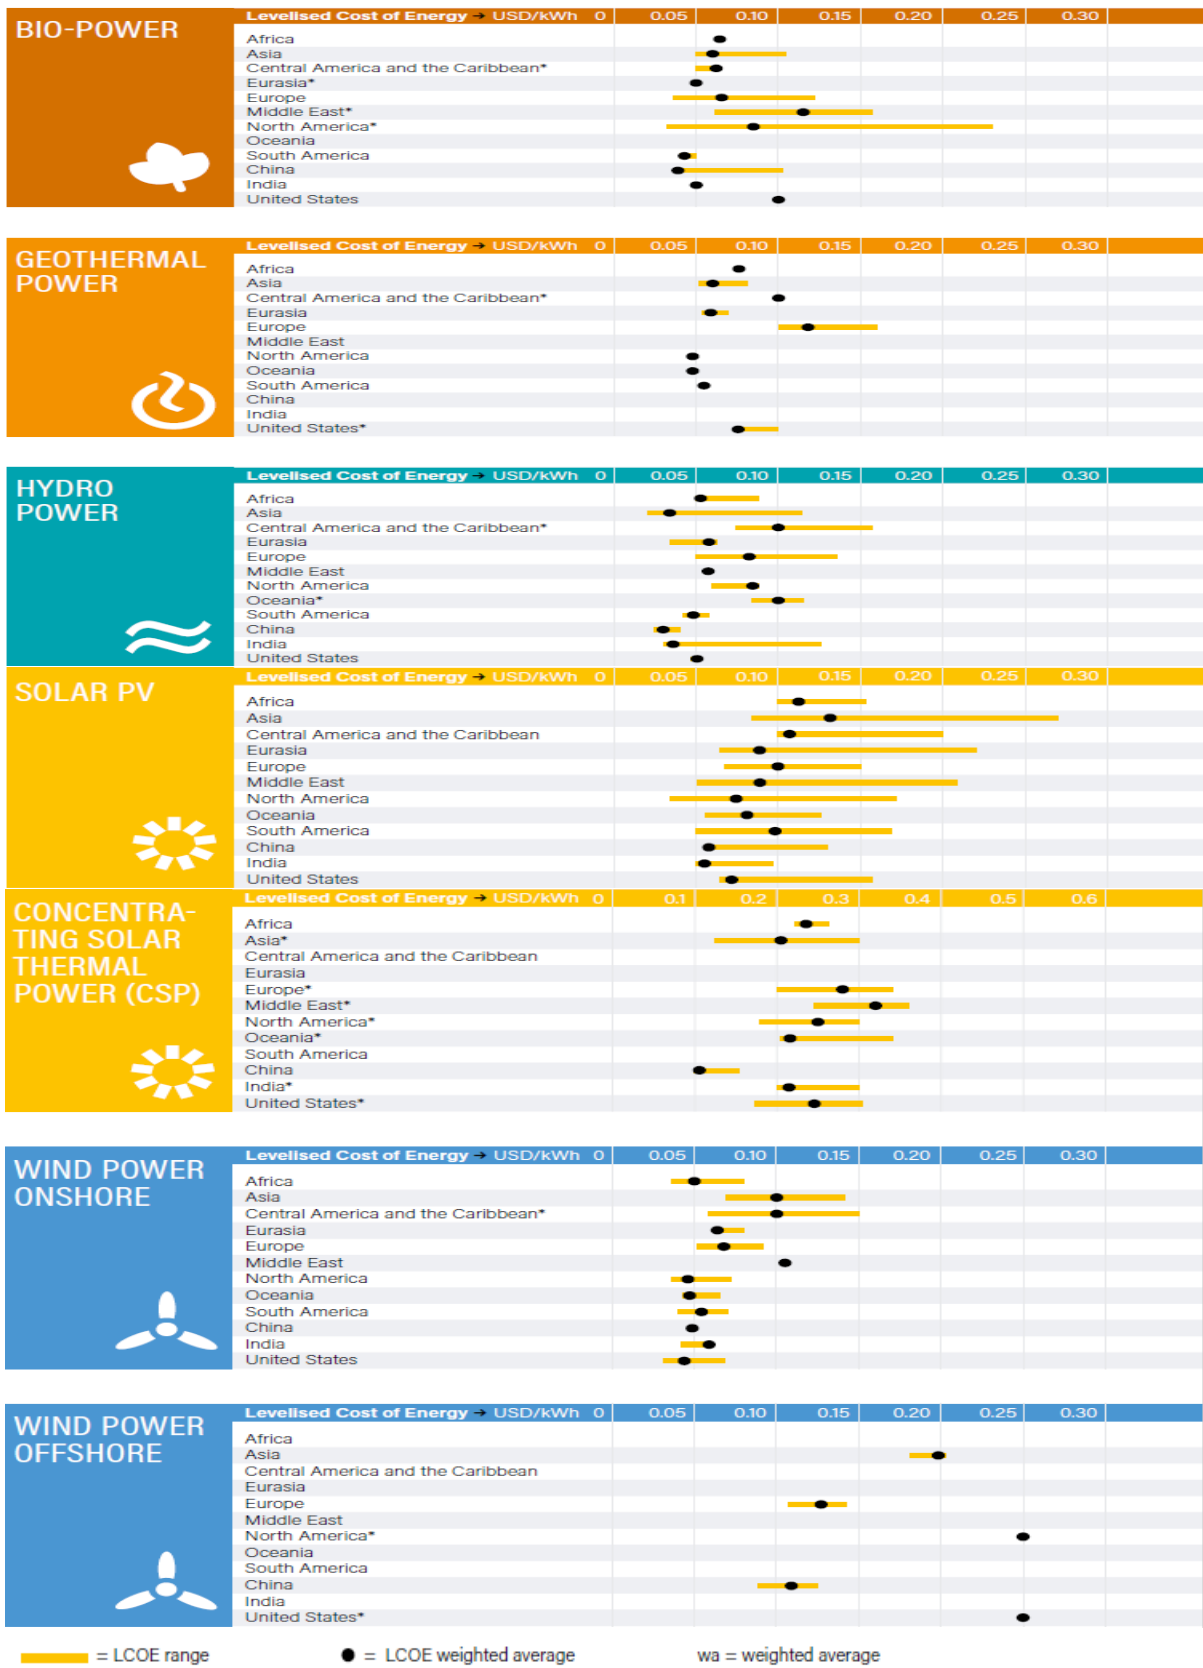 BIO-POWER
Levelised Cost of Energy → USD/kWh 0 0.05 0.10 0.15 0.20 0.25 0.30
Africa
Asia
Central America and the Caribbean*
Eurasia*
Europe
Middle East*
North America*
Oceania
South America
China
India
United States
GEOTHERMAL
POWER
Levelised Cost of Energy → USD/kWh 0 0.05 0.10 0.15 0.20 0.25 0.30
Africa
Asia
Central America and the Caribbean*
Eurasia
Europe
Middle East
North America
Oceania
South America
China
India
United States*
HYDRO
POWER
Levelised Cost of Energy → USD/kWh 0 0.05 0.10 0.15 0.20 0.25 0.30
Africa
Asia
Central America and the Caribbean*
Eurasia
Europe
Middle East
North America
Oceania*
South America
China
India
United States
SOLAR PV
Levelised Cost of Energy → USD/kWh 0 0.05 0.10 0.15 0.20 0.25 0.30
Africa
Asia
Central America and the Caribbean
Eurasia
Europe
Middle East
North America
Oceania
South America
China
India
United States
CONCENTRA-
TING SOLAR
THERMAL
POWER (CSP)
Levelised Cost of Energy → USD/kWh 0 0.1 0.2 0.3 0.4 0.5 0.6
Africa
Asia*
Central America and the Caribbean
Eurasia
Europe*
Middle East*
North America*
Oceania*
South America
China
India*
United States*
WIND POWER
ONSHORE
Levelised Cost of Energy → USD/kWh 0 0.05 0.10 0.15 0.20 0.25 0.30
Africa
Asia
Central America and the Caribbean*
Eurasia
Europe
Middle East
North America
Oceania
South America
China
India
United States
WIND POWER
OFFSHORE
Levelised Cost of Energy → USD/kWh 0 0.05 0.10 0.15 0.20 0.25 0.30
Africa
Asia
Central America and the Caribbean
Eurasia
Europe
Middle East
North America*
Oceania
South America
China
India
United States*
= LCOE range = LCOE weighted average wa = weighted average